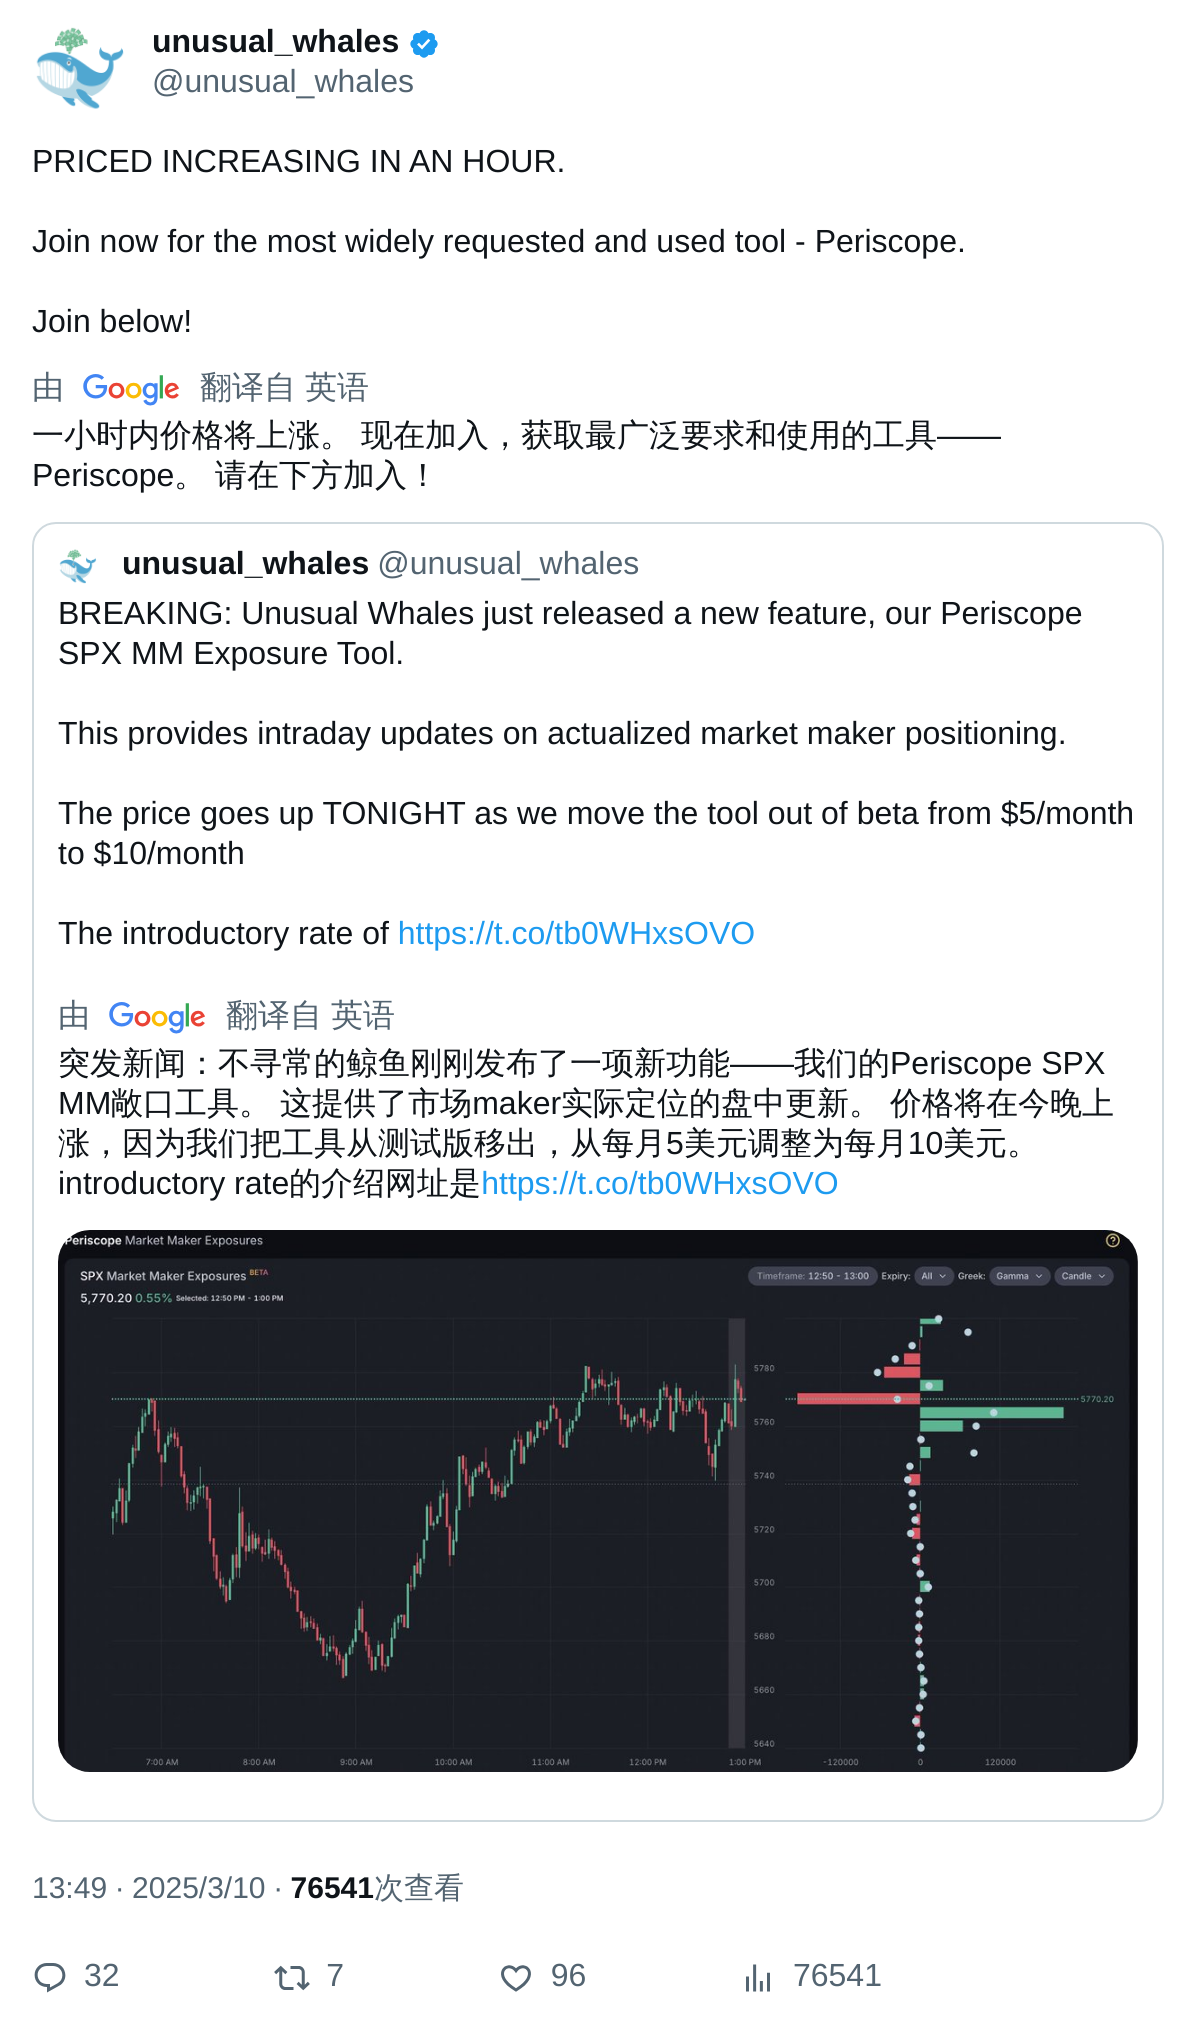 unusual_whales
@unusual_whales
PRICED INCREASING IN AN HOUR.
Join now for the most widely requested and used tool - Periscope.
Join below!
由 Google 翻译自 英语
一小时内价格将上涨。 现在加入，获取最广泛要求和使用的工具——
Periscope。 请在下方加入！
unusual_whales @unusual_whales
BREAKING: Unusual Whales just released a new feature, our Periscope
SPX MM Exposure Tool.
This provides intraday updates on actualized market maker positioning.
The price goes up TONIGHT as we move the tool out of beta from $5/month
to $10/month
The introductory rate of https://t.co/tb0WHxsOVO
由 Google 翻译自 英语
突发新闻：不寻常的鲸鱼刚刚发布了一项新功能——我们的Periscope SPX
MM敞口工具。 这提供了市场maker实际定位的盘中更新。 价格将在今晚上
涨，因为我们把工具从测试版移出，从每月5美元调整为每月10美元。
introductory rate的介绍网址是https://t.co/tb0WHxsOVO
Periscope Market Maker Exposures
SPX Market Maker Exposures BETA
Timeframe: 12:50 - 13:00 Expiry: All Greek: Gamma Candle
5,770.20 0.55% Selected: 12:50 PM - 1:00 PM
5780
5770.20
5760
5740
5720
5700
5680
5660
5640
7:00 AM 8:00 AM 9:00 AM 10:00 AM 11:00 AM 12:00 PM 1:00 PM -120000 0 120000
13:49 · 2025/3/10 · 76541次查看
32 7 96 76541